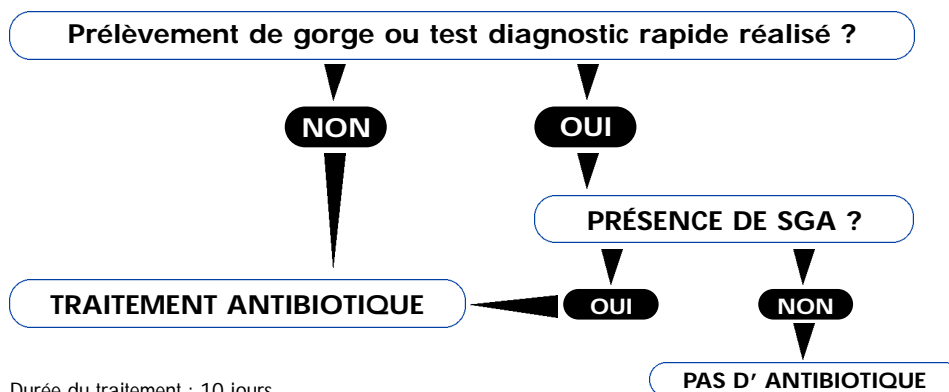 Prélèvement de gorge ou test diagnostic rapide réalisé ?
NON
OUI
PRÉSENCE DE SGA ?
TRAITEMENT ANTIBIOTIQUE
OUI
NON
PAS D' ANTIBIOTIQUE
Durée du traitement : 10 jours